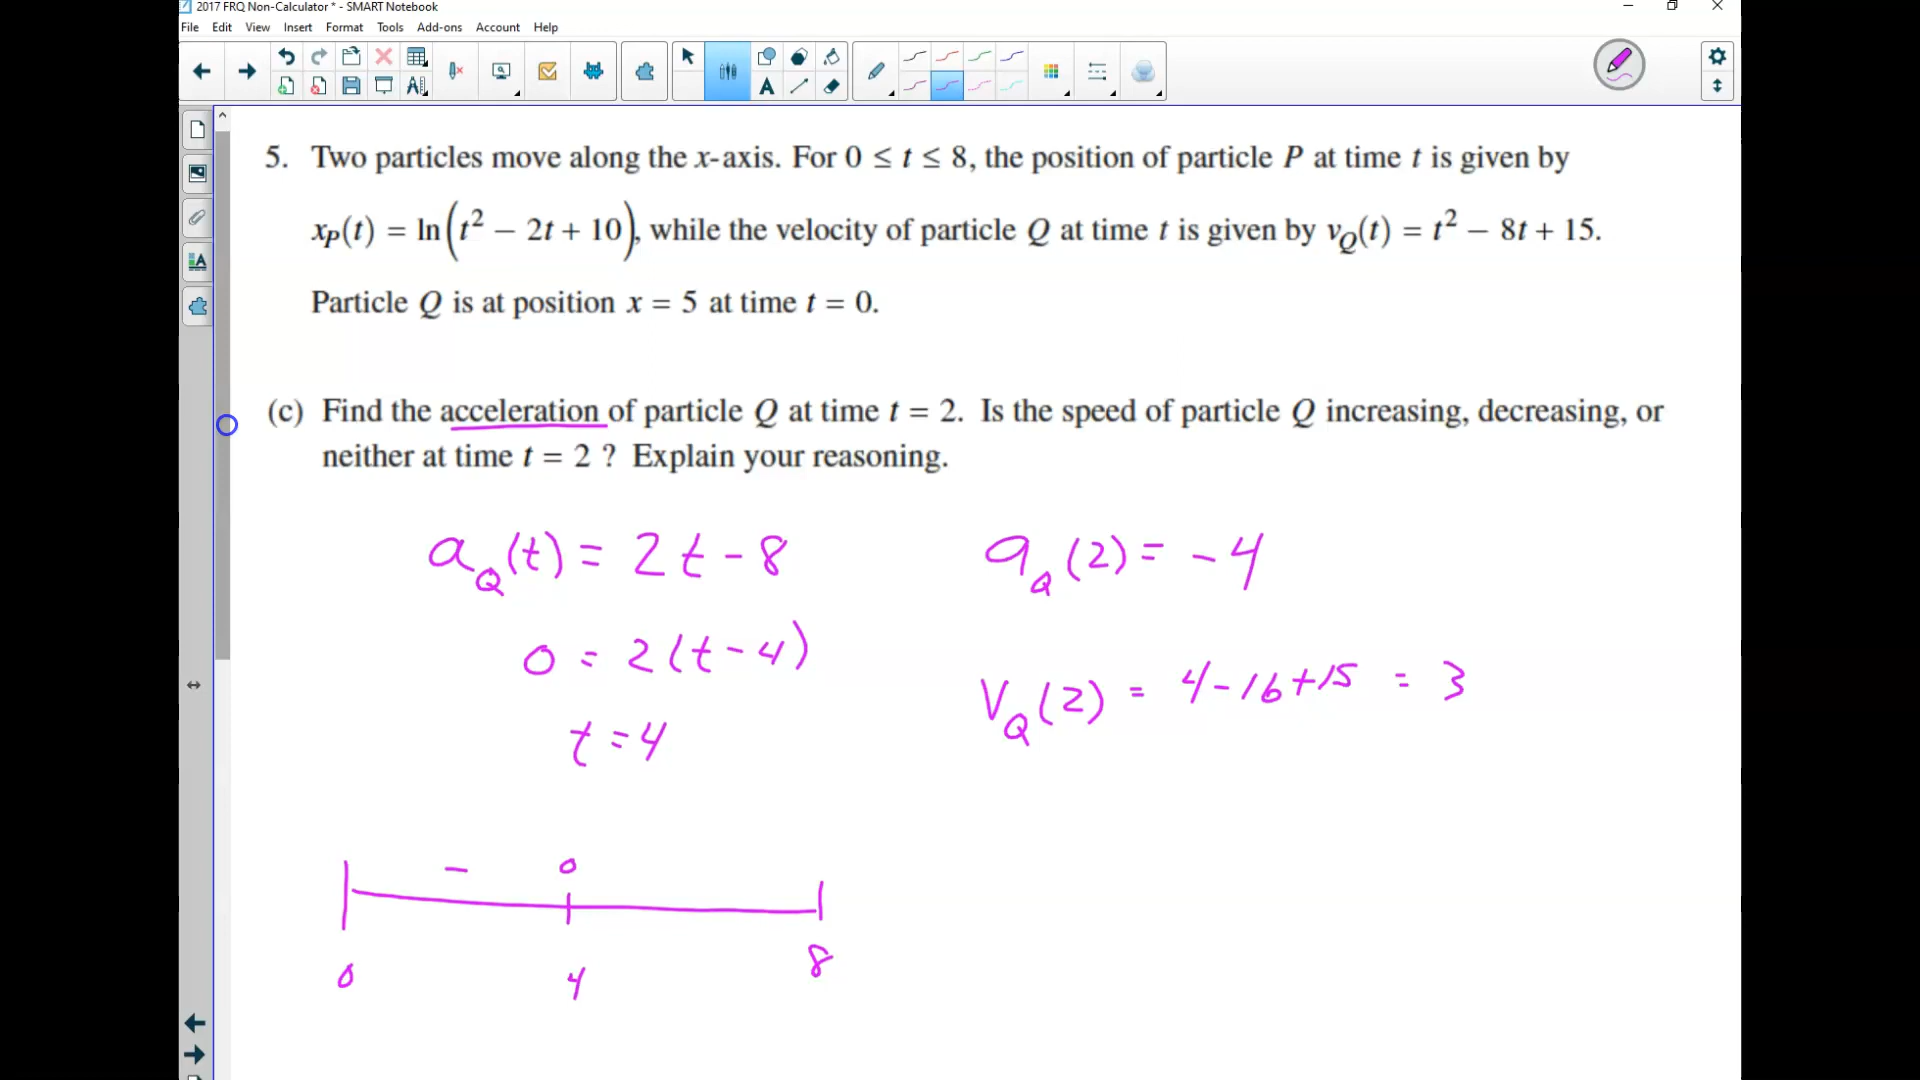 2017 FRQ Non-Calculator * - SMART Notebook
File Edit View Insert Format Tools Add-ons Account Help
5. Two particles move along the x-axis. For 0 ≤ t ≤ 8, the position of particle P at time t is given by
x_P(t) = ln(t² − 2t + 10), while the velocity of particle Q at time t is given by v_Q(t) = t² − 8t + 15.
Particle Q is at position x = 5 at time t = 0.
(c) Find the acceleration of particle Q at time t = 2. Is the speed of particle Q increasing, decreasing, or
neither at time t = 2 ? Explain your reasoning.
a_Q(t) = 2t - 8
a_Q(2) = -4
0 = 2(t - 4)
V_Q(2) = 4 - 16 + 15 = 3
t = 4
- 0
0 4 8